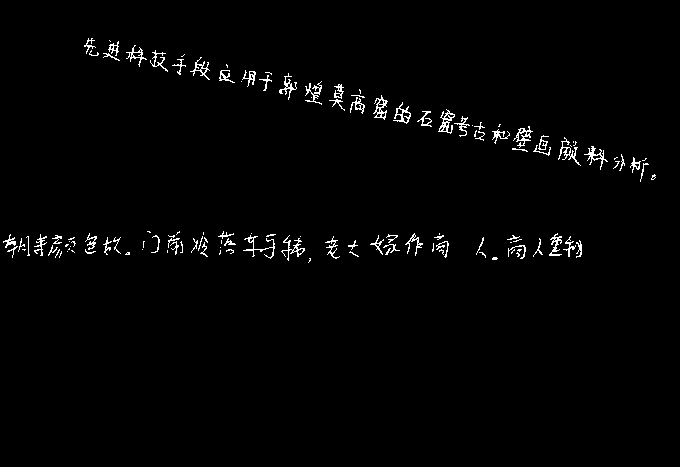 先进科技手段应用于敦煌莫高窟的石窟考古和壁画颜料分析。
朝来颜色故。门前冷落车马稀，老大嫁作商人。商人重利